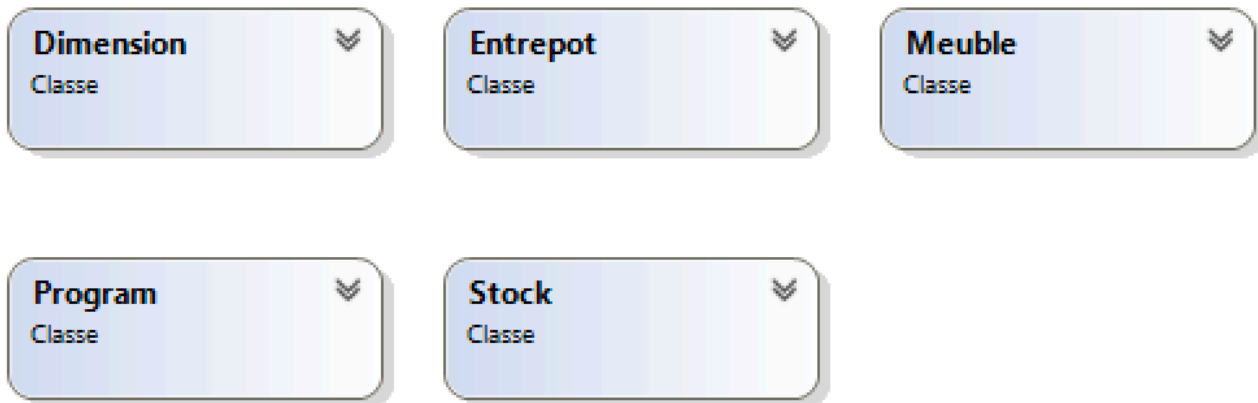 Dimension
Classe
Entrepot
Classe
Meuble
Classe
Program
Classe
Stock
Classe